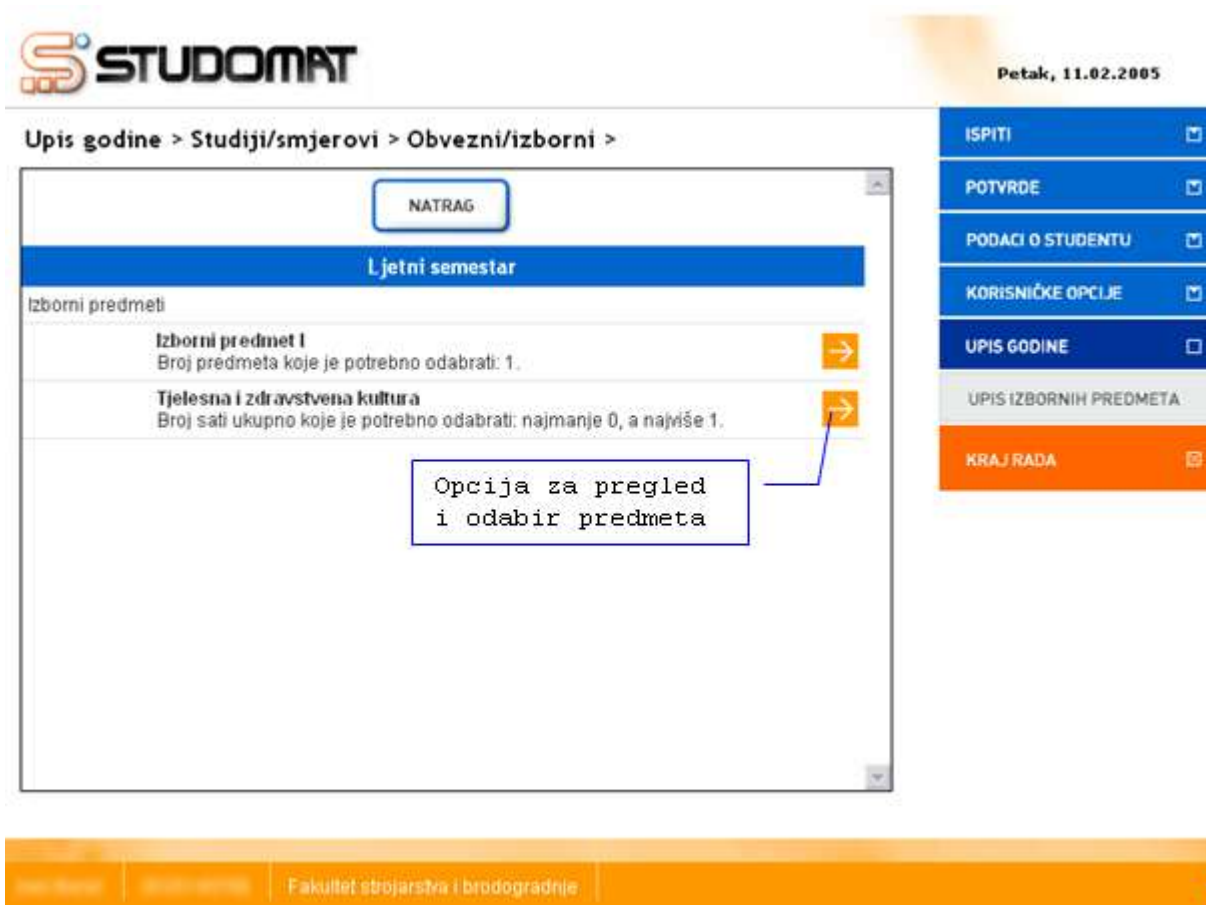 STUDOMAT
Petak, 11.02.2005
Upis godine > Studiji/smjerovi > Obvezni/izborni >
NATRAG
Ljetni semestar
Izborni predmeti
Izborni predmet I
Broj predmeta koje je potrebno odabrati: 1.
Tjelesna i zdravstvena kultura
Broj sati ukupno koje je potrebno odabrati: najmanje 0, a najviše 1.
Opcija za pregled
i odabir predmeta
ISPITI
POTVRDE
PODACI O STUDENTU
KORISNIČKE OPCIJE
UPIS GODINE
UPIS IZBORNIH PREDMETA
KRAJ RADA
Fakultet strojarstva i brodogradnje